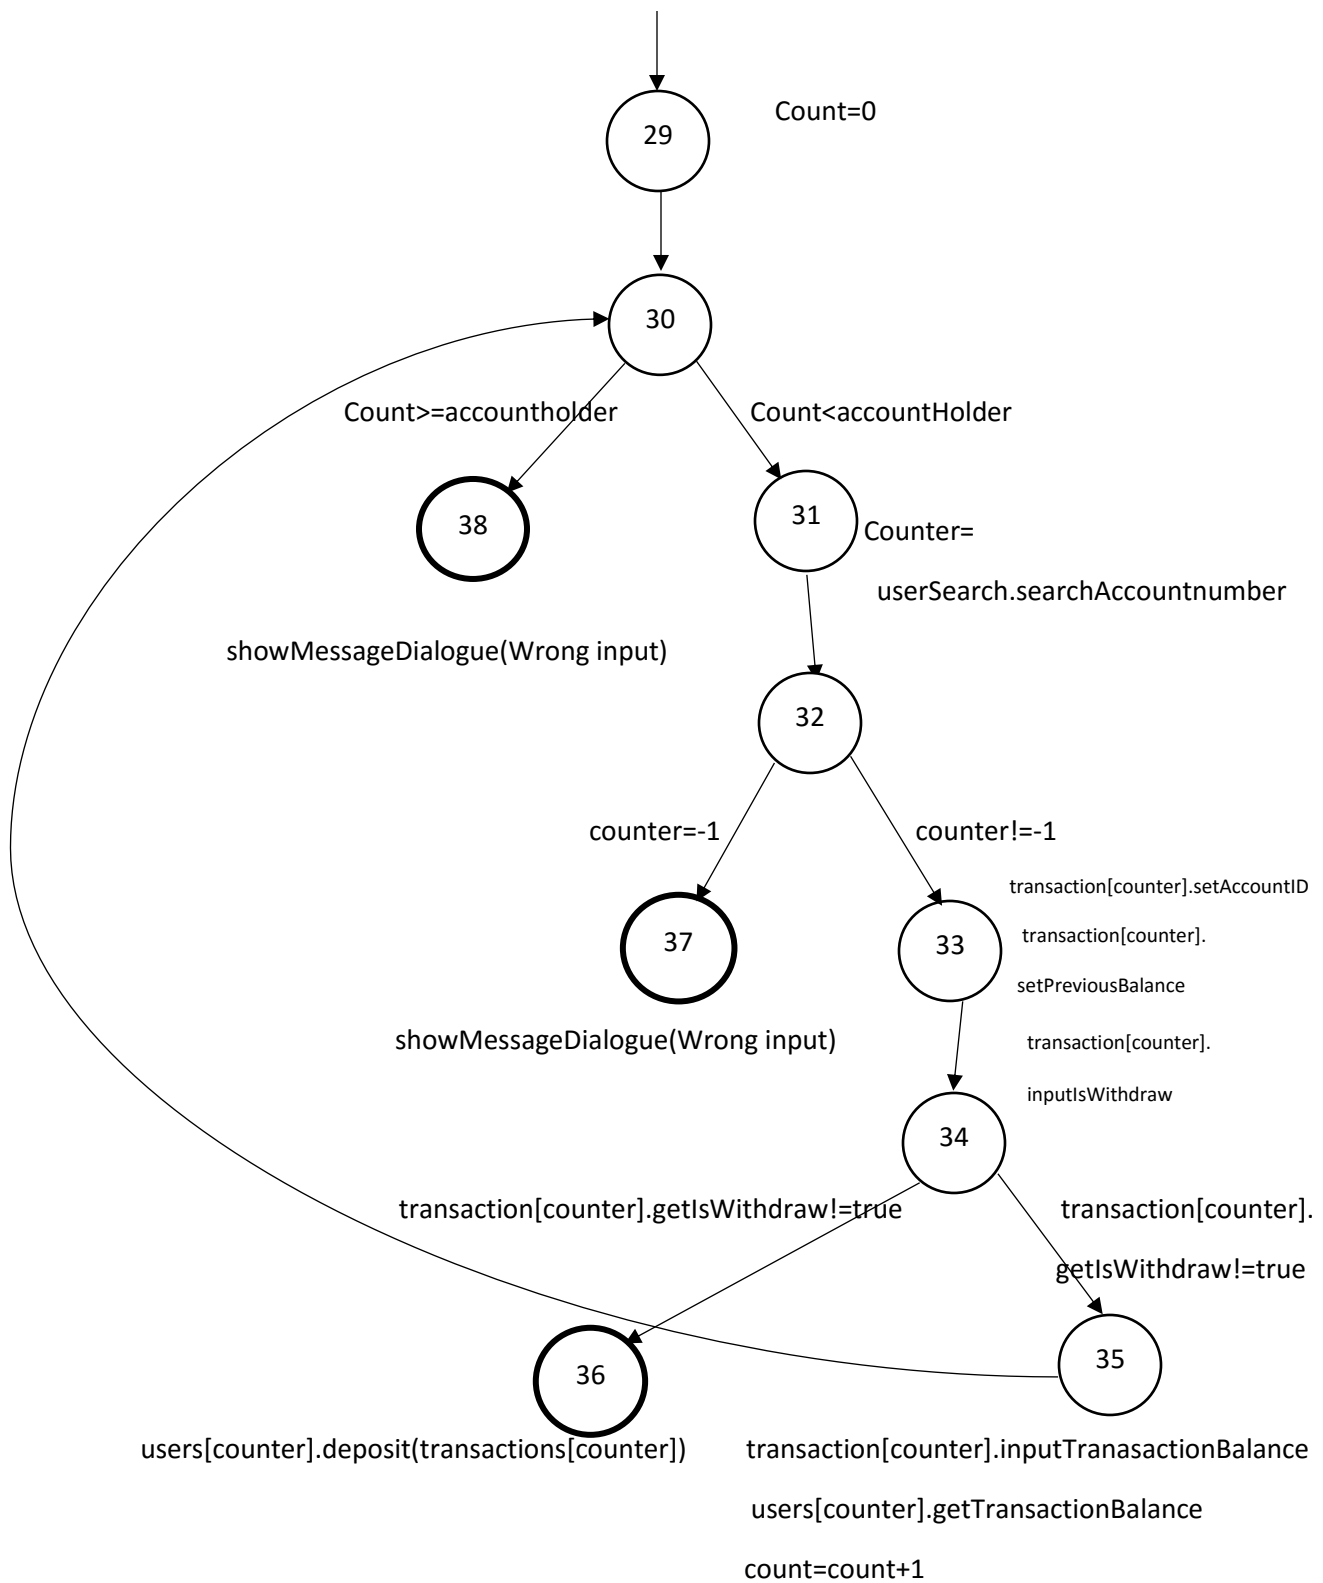 Count=0
29
30
Count>=accountholder
Count<accountHolder
38
31
Counter=
userSearch.searchAccountnumber
showMessageDialogue(Wrong input)
32
counter=-1
counter!=-1
transaction[counter].setAccountID
37
33
transaction[counter].
setPreviousBalance
showMessageDialogue(Wrong input)
transaction[counter].
inputIsWithdraw
34
transaction[counter].getIsWithdraw!=true
transaction[counter].
getIsWithdraw!=true
36
35
users[counter].deposit(transactions[counter])
transaction[counter].inputTranasactionBalance
users[counter].getTransactionBalance
count=count+1